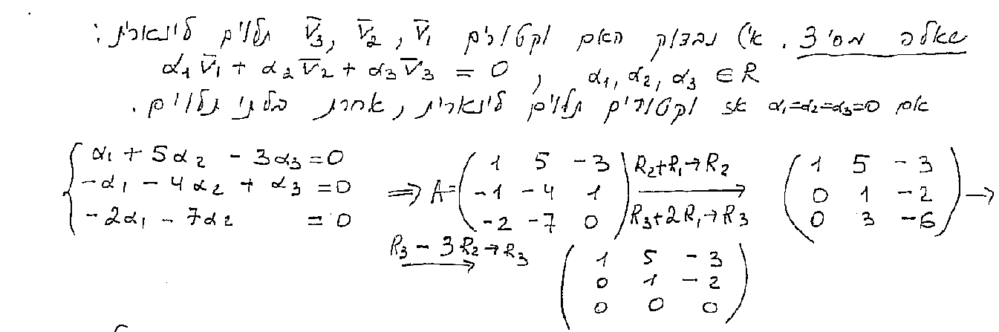 שאלה מס' 3. א') נבדוק האם וקטורים v̄₁, v̄₂, v̄₃ תלוים לינארית:
α₁v̄₁ + α₂v̄₂ + α₃v̄₃ = 0 , α₁, α₂, α₃ ∈ R
אם α₁=α₂=α₃=0 אז וקטורים תלוים לינארית, אחרת בלתי תלוים.
{ α₁ + 5α₂ - 3α₃ = 0
-α₁ - 4α₂ + α₃ = 0
-2α₁ - 7α₂ = 0
⟹ A = ( 1 5 -3
-1 -4 1
-2 -7 0 )
R₂+R₁→R₂
R₃+2R₁→R₃
( 1 5 -3
0 1 -2
0 3 -6 ) →
R₃ - 3R₂→R₃
( 1 5 -3
0 1 -2
0 0 0 )